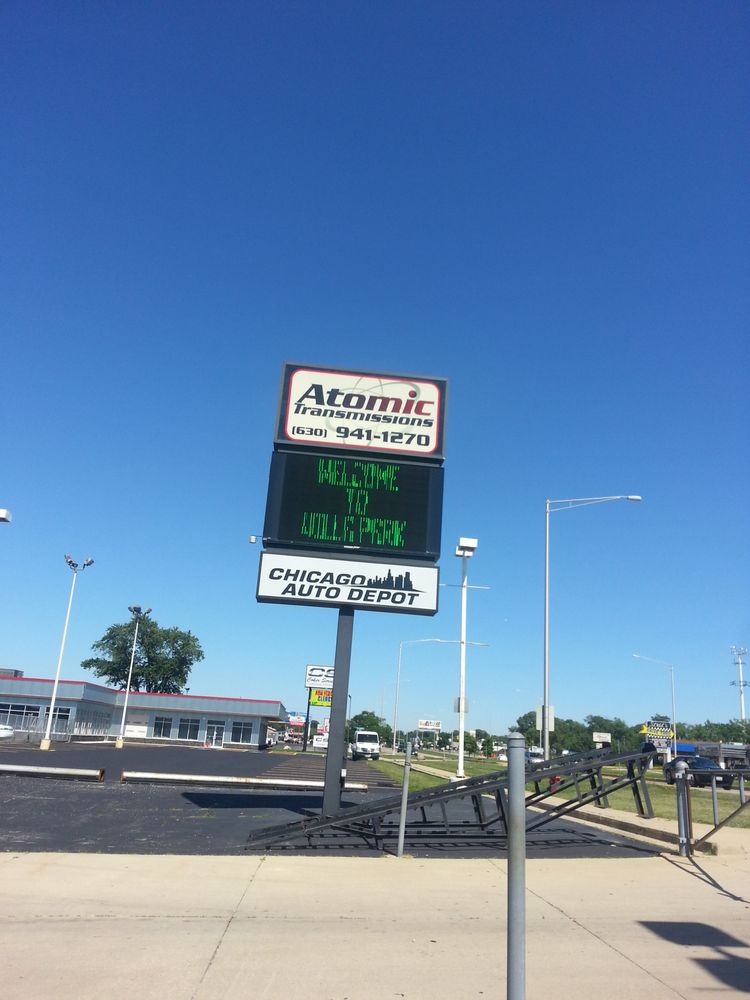 Atomic
Transmissions
(630) 941-1270
WELCOME
TO
VILLA PARK
CHICAGO
AUTO DEPOT